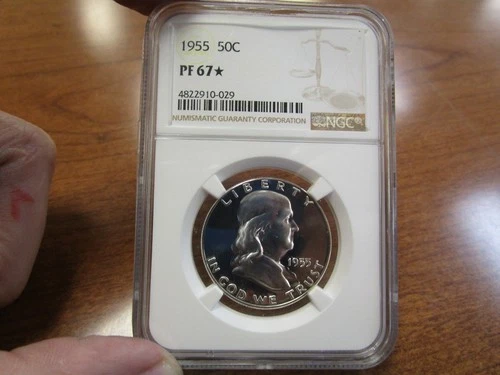 1955 50C
PF 67★
4822910-029
NUMISMATIC GUARANTY CORPORATION
NGC
LIBERTY
1955
IN GOD WE TRUST